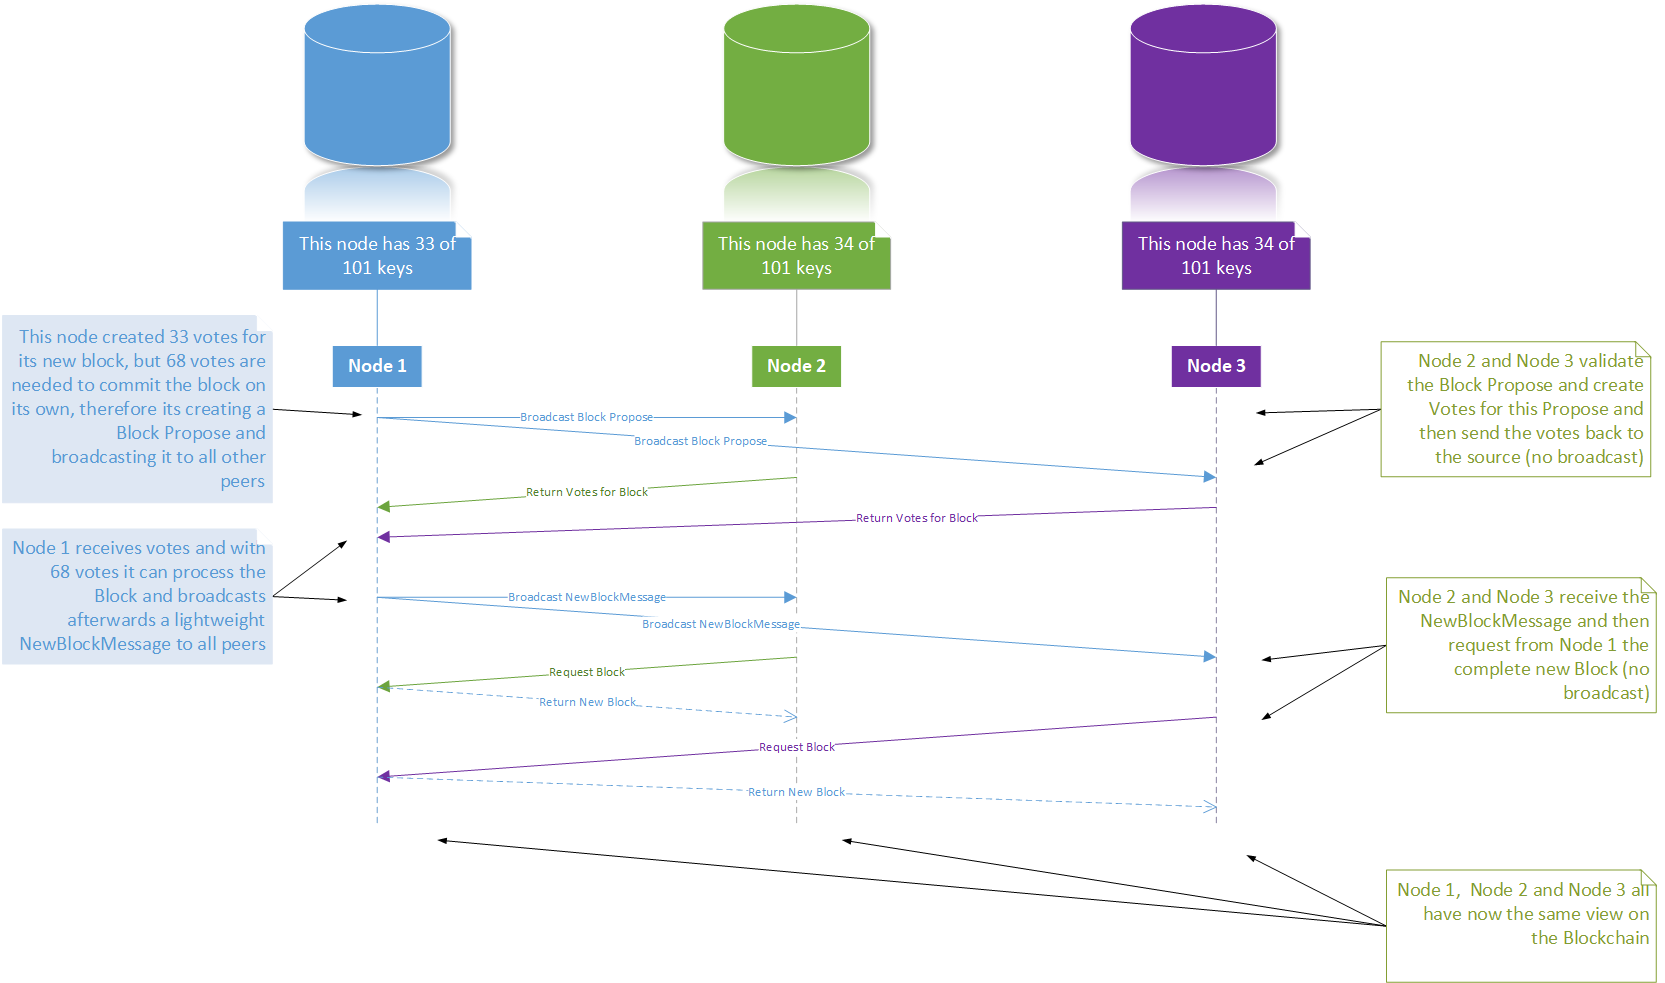 This node has 33 of
101 keys
This node has 34 of
101 keys
This node has 34 of
101 keys
Node 1
Node 2
Node 3
This node created 33 votes for
its new block, but 68 votes are
needed to commit the block on
its own, therefore its creating a
Block Propose and
broadcasting it to all other
peers
Node 2 and Node 3 validate
the Block Propose and create
Votes for this Propose and
then send the votes back to
the source (no broadcast)
Broadcast Block Propose
Broadcast Block Propose
Return Votes for Block
Return Votes for Block
Node 1 receives votes and with
68 votes it can process the
Block and broadcasts
afterwards a lightweight
NewBlockMessage to all peers
Broadcast NewBlockMessage
Broadcast NewBlockMessage
Node 2 and Node 3 receive the
NewBlockMessage and then
request from Node 1 the
complete new Block (no
broadcast)
Request Block
Return New Block
Request Block
Return New Block
Node 1,  Node 2 and Node 3 all
have now the same view on
the Blockchain